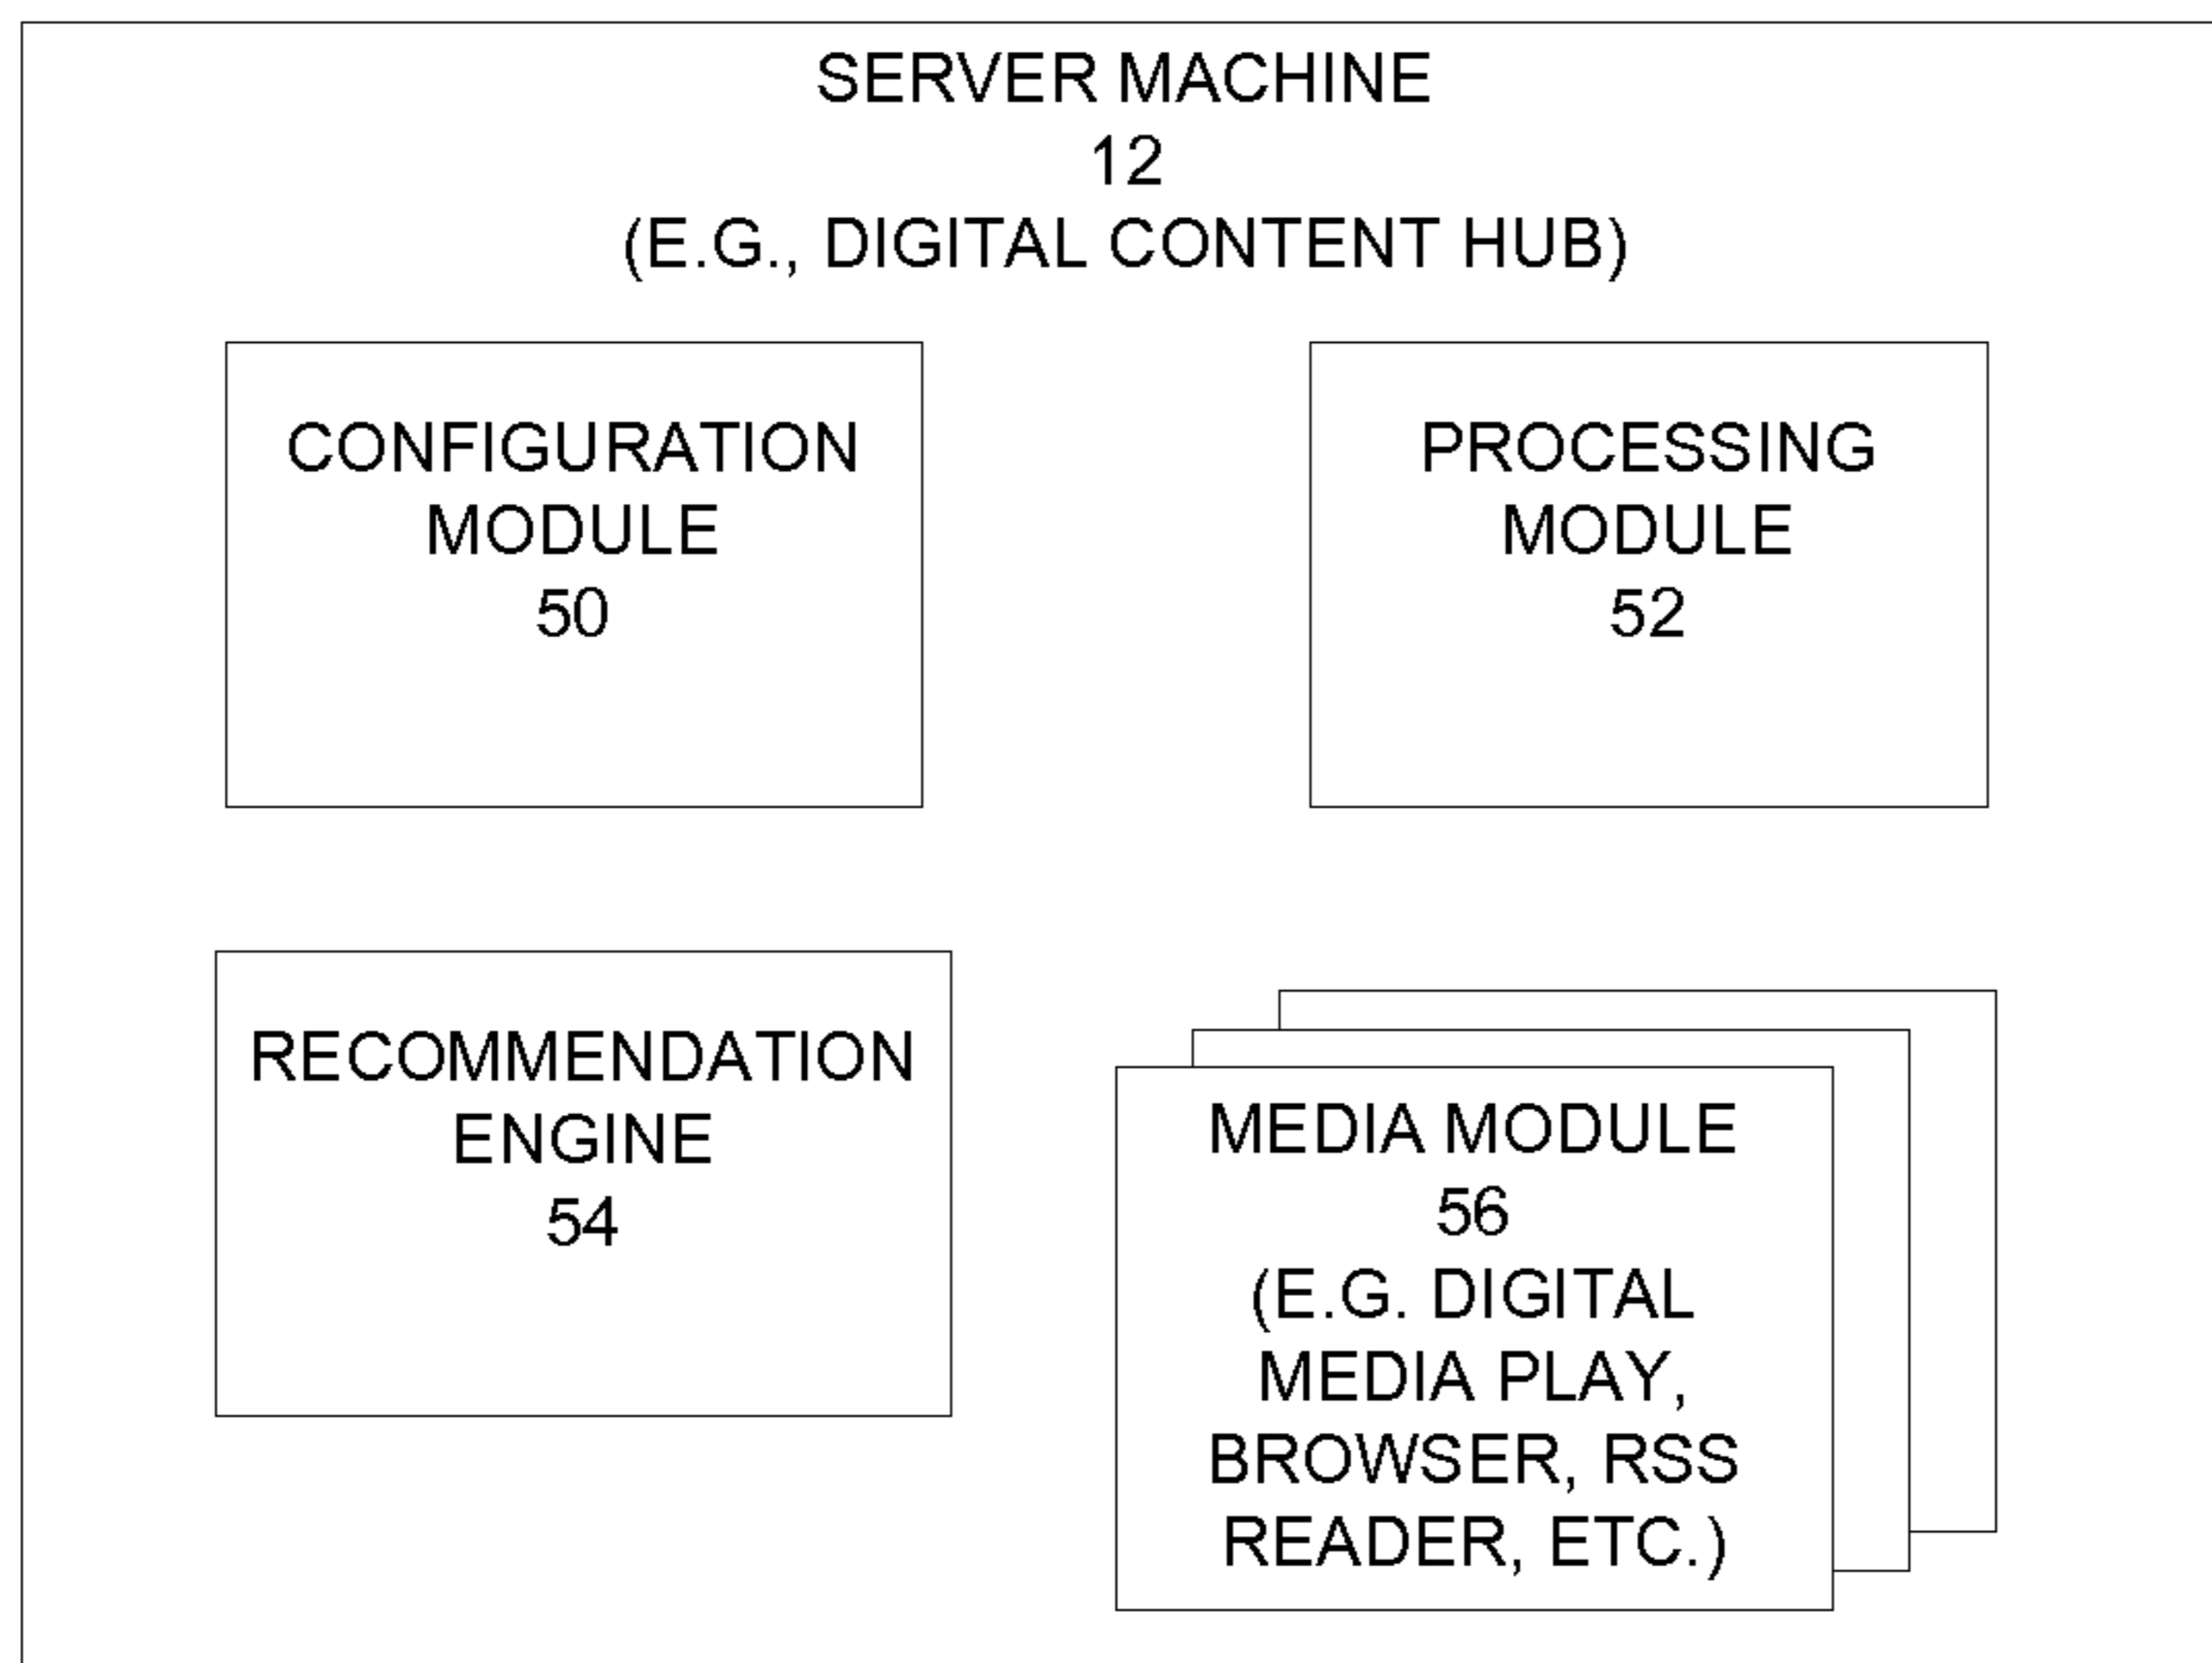 SERVER MACHINE
12
(E.G., DIGITAL CONTENT HUB)
CONFIGURATION
MODULE
50
PROCESSING
MODULE
52
RECOMMENDATION
ENGINE
54
MEDIA MODULE
56
(E.G. DIGITAL
MEDIA PLAY,
BROWSER, RSS
READER, ETC.)